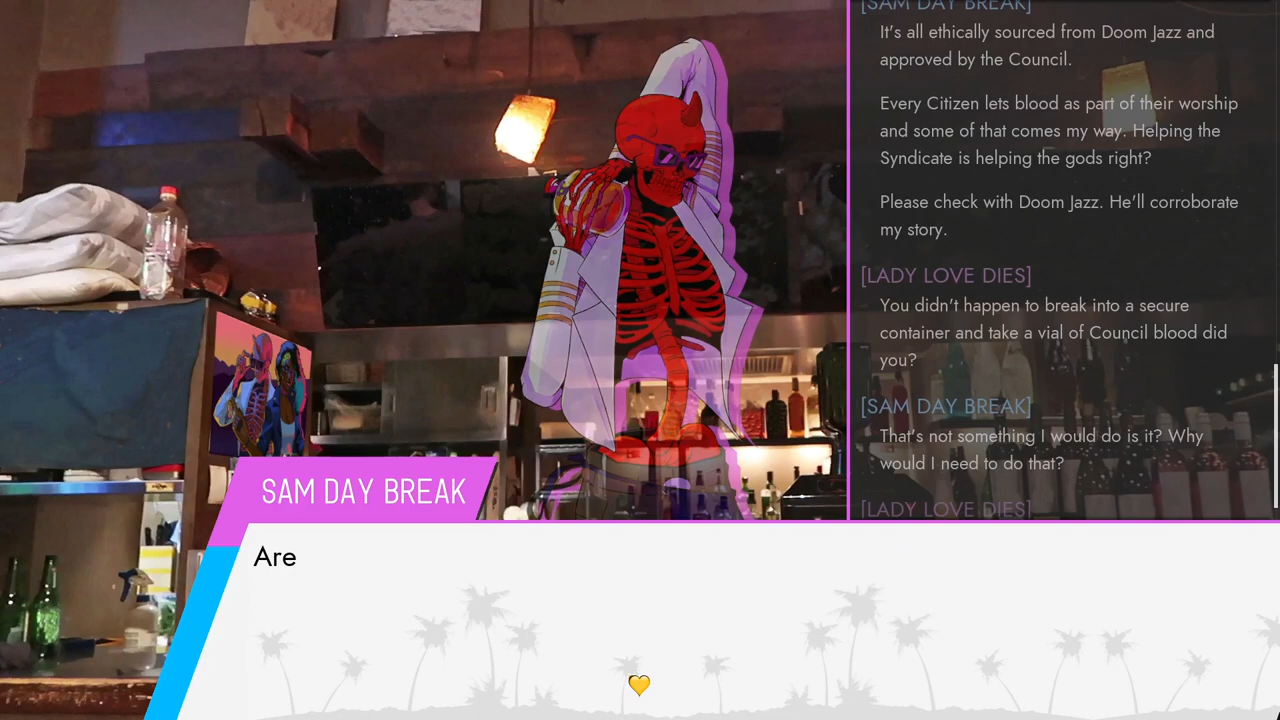 [SAM DAY BREAK]
It's all ethically sourced from Doom Jazz and
approved by the Council.
Every Citizen lets blood as part of their worship
and some of that comes my way. Helping the
Syndicate is helping the gods right?
Please check with Doom Jazz. He'll corroborate
my story.
[LADY LOVE DIES]
You didn't happen to break into a secure
container and take a vial of Council blood did
you?
[SAM DAY BREAK]
That's not something I would do is it? Why
would I need to do that?
[LADY LOVE DIES]
SAM DAY BREAK
Are